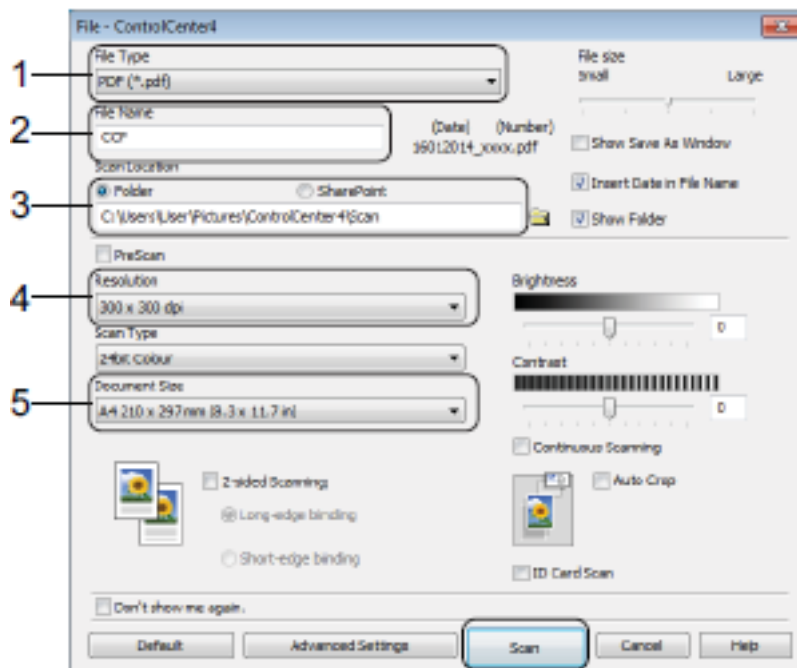 File - ControlCenter4
1
File Type
PDF (*.pdf)
File size
Small Large
2
File Name
CCF
(Date) (Number)
16012014_xxxx.pdf
Show Save As Window
Scan Location
3
Folder SharePoint
Insert Date in File Name
C:\Users\User\Pictures\ControlCenter4\Scan
Show Folder
PreScan
4
Resolution
300 x 300 dpi
Brightness
0
Scan Type
24bit Colour
Contrast
5
Document Size
A4 210 x 297 mm (8.3 x 11.7 in)
0
Continuous Scanning
2-sided Scanning
Auto Crop
Long-edge binding
Short-edge binding
ID Card Scan
Don't show me again.
Default Advanced Settings Scan Cancel Help